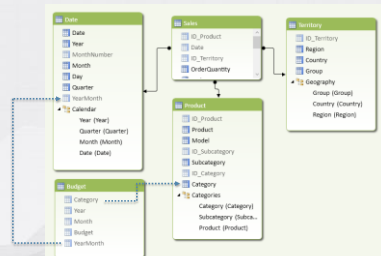 Date
Date
Year
MonthNumber
Month
Day
Quarter
YearMonth
Calendar
Year (Year)
Quarter (Quarter)
Month (Month)
Date (Date)
Sales
ID_Product
Date
ID_Territory
OrderQuantity
Territory
ID_Territory
Region
Country
Group
Geography
Group (Group)
Country (Country)
Region (Region)
Product
ID_Product
Product
Model
ID_Subcategory
Subcategory
ID_Category
Category
Categories
Category (Category)
Subcategory (Subca...
Product (Product)
Budget
Category
Year
Month
Budget
YearMonth